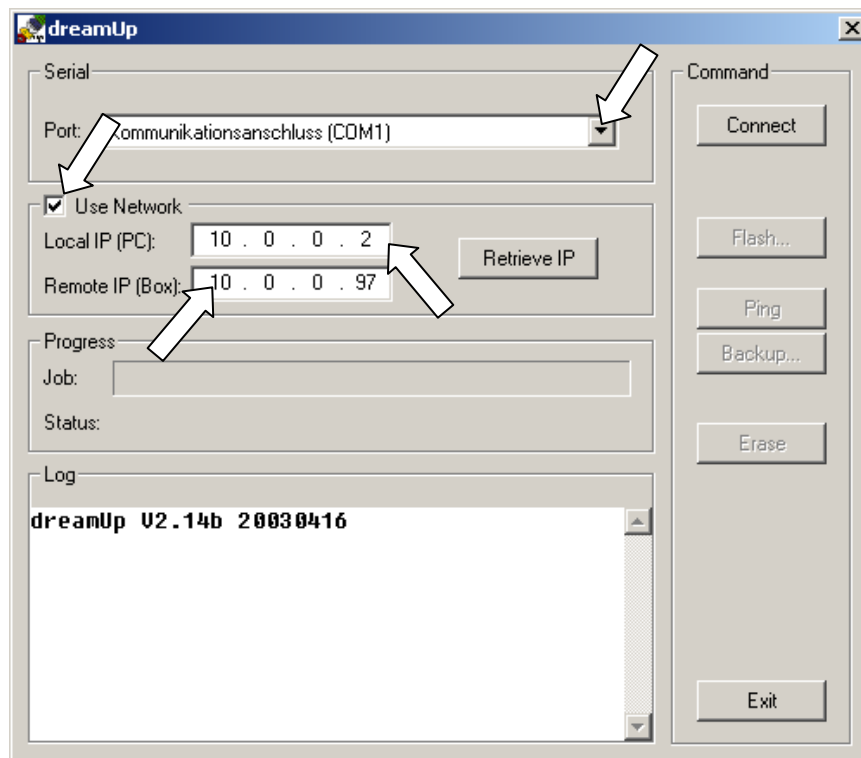 dreamUp
Serial
Port: Kommunikationsanschluss (COM1)
Use Network
Local IP (PC): 10 . 0 . 0 . 2
Remote IP (Box): 10 . 0 . 0 . 97
Retrieve IP
Progress
Job:
Status:
Log
dreamUp V2.14b 20030416
Command
Connect
Flash...
Ping
Backup...
Erase
Exit